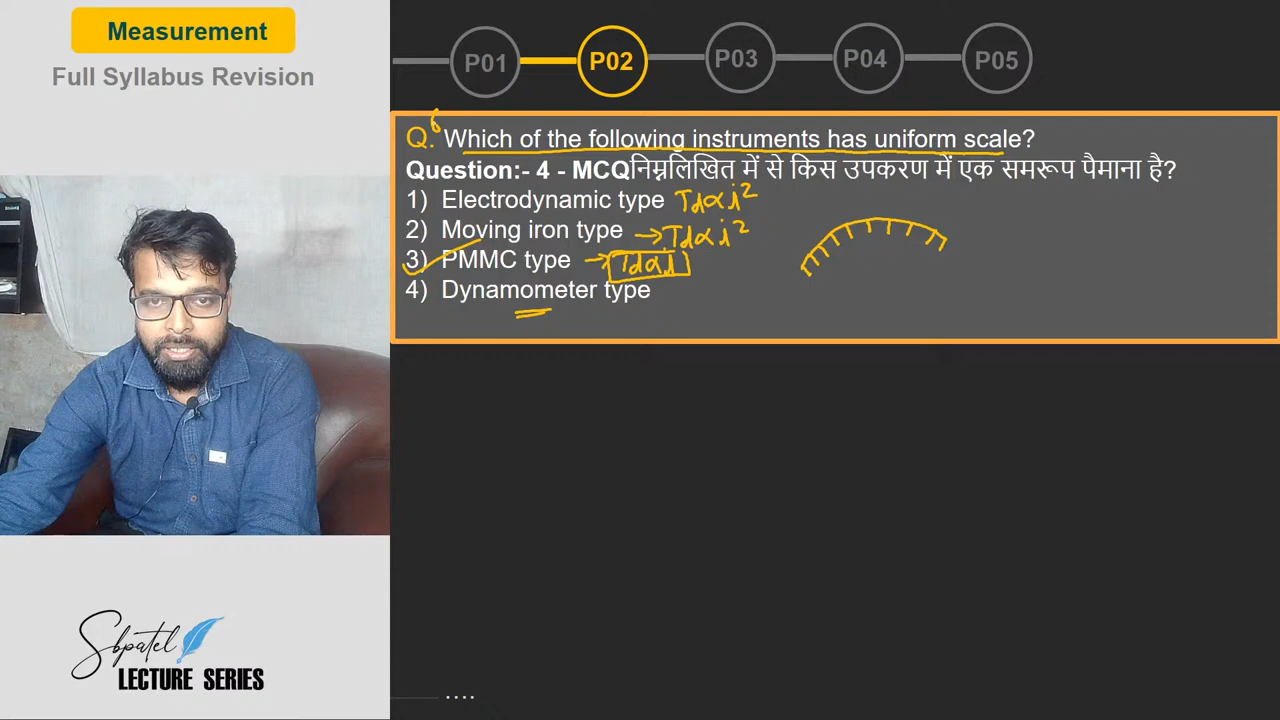 Measurement
Full Syllabus Revision
P01 P02 P03 P04 P05
Q.6 Which of the following instruments has uniform scale?
Question:- 4 - MCQनिम्नलिखित में से किस उपकरण में एक समरूप पैमाना है?
1) Electrodynamic type Td∝i²
2) Moving iron type →Td∝i²
3) PMMC type →Td∝i
4) Dynamometer type
Sbpatel
LECTURE SERIES
....